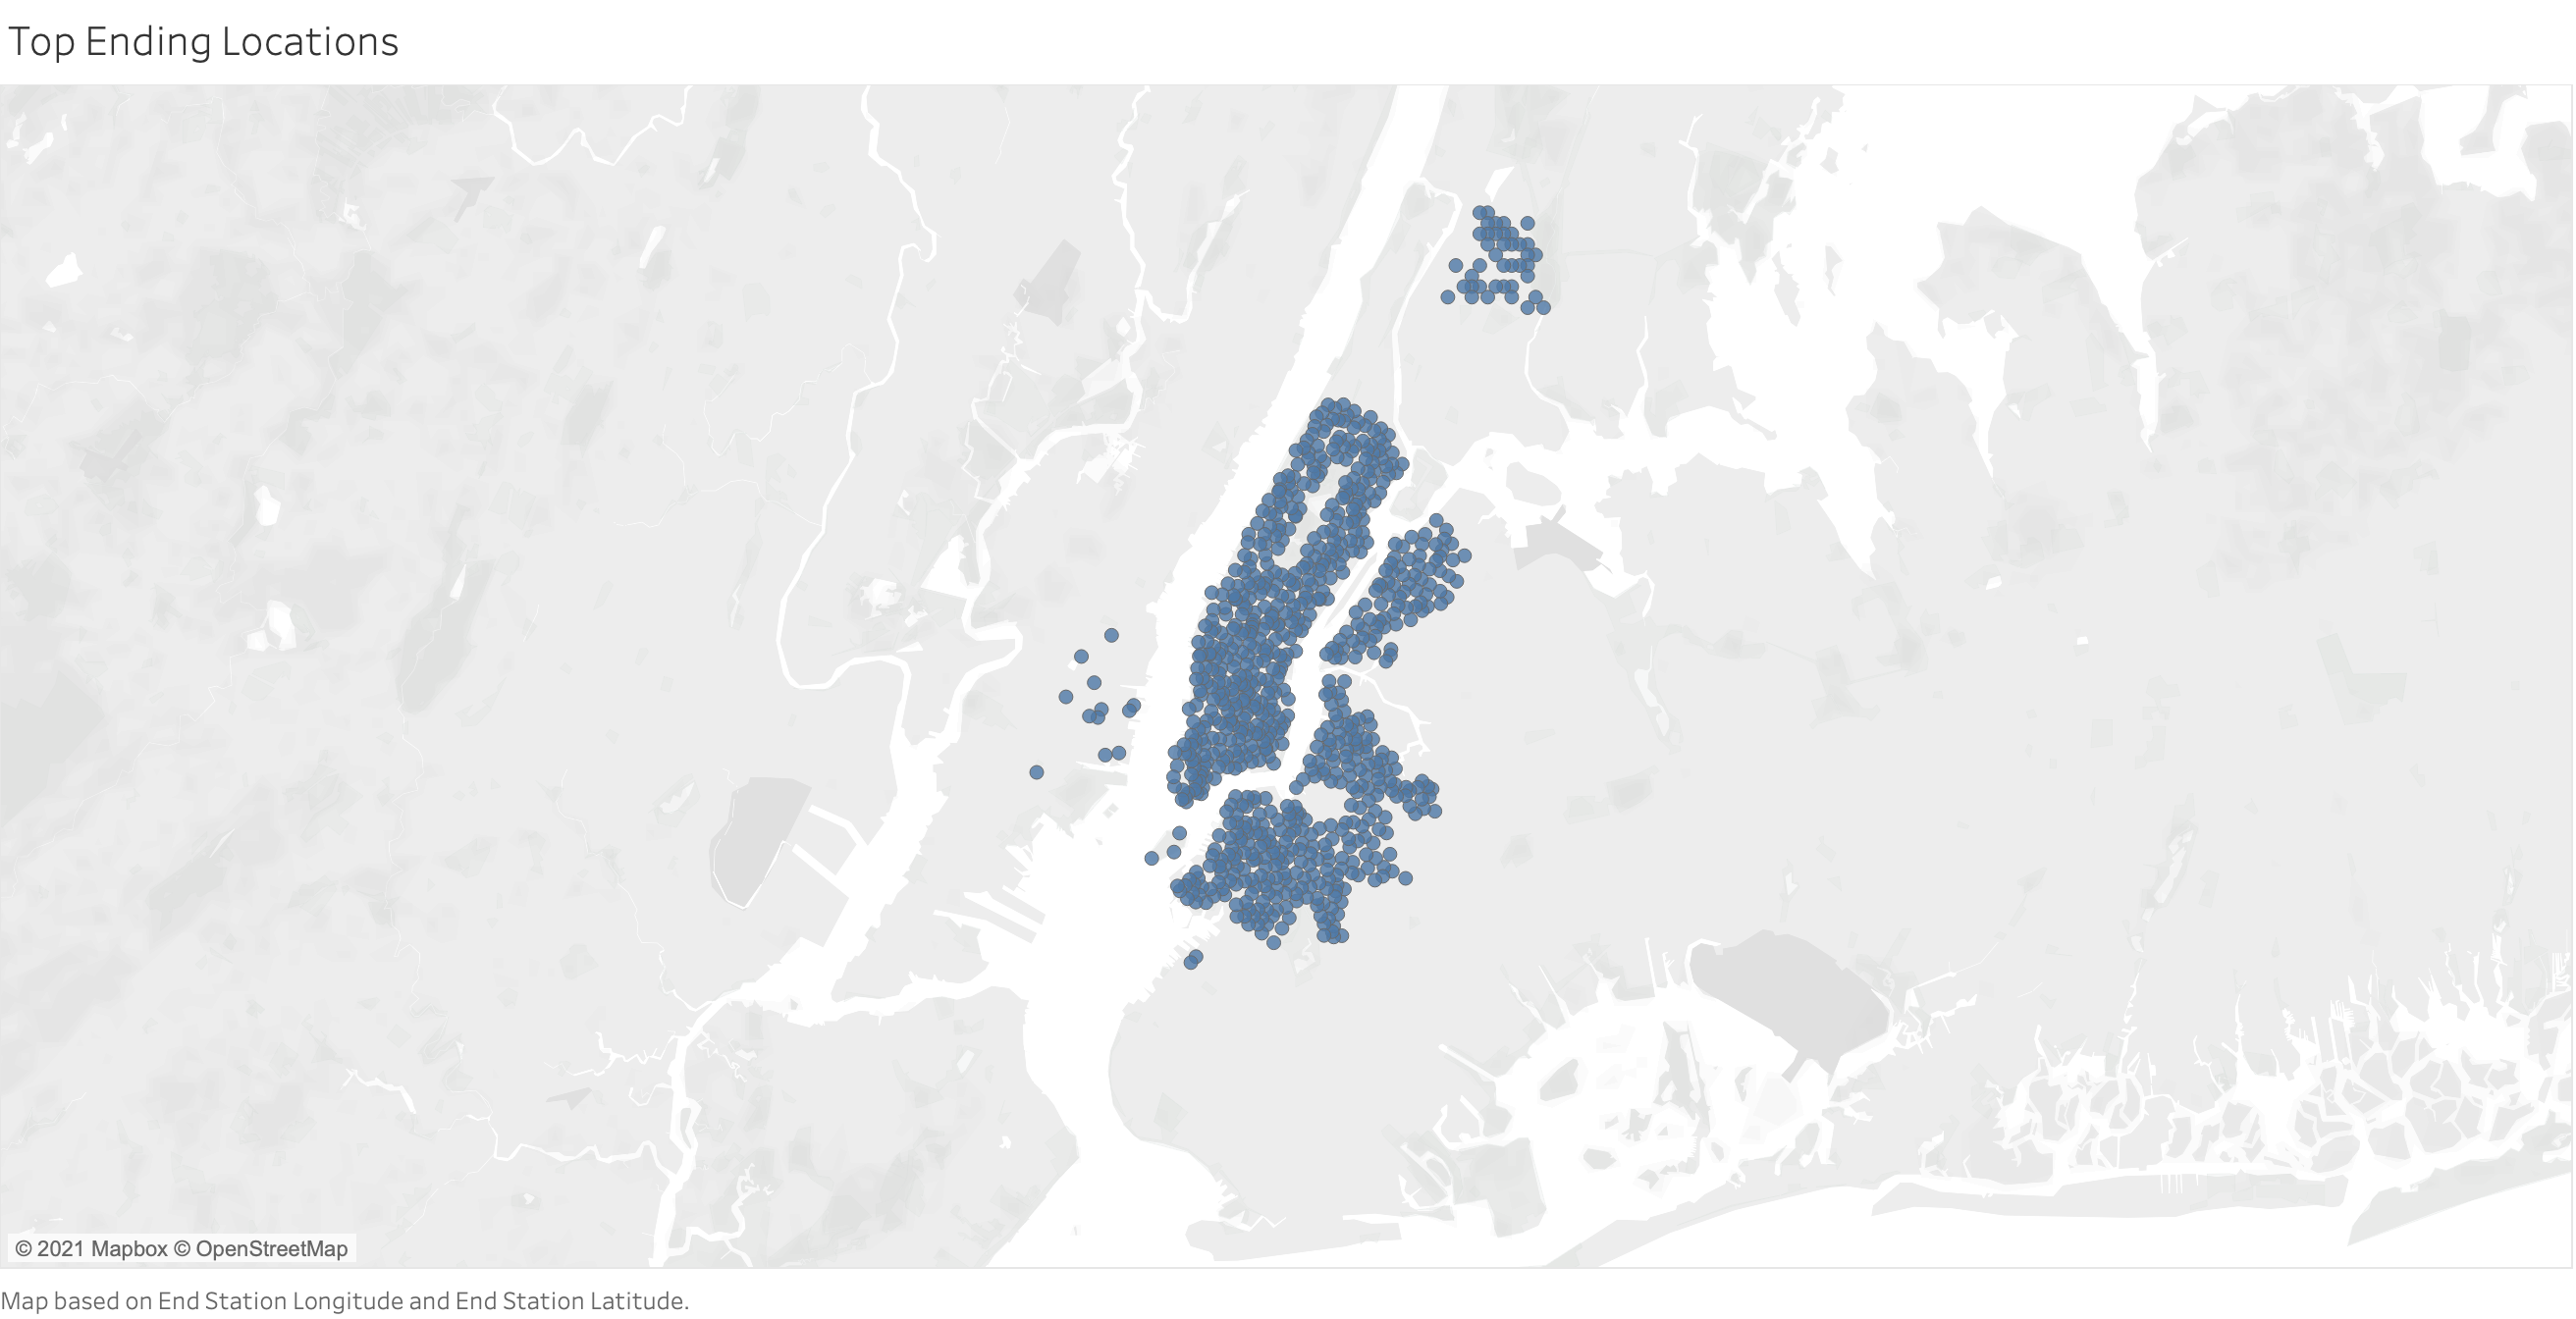 Top Ending Locations
© 2021 Mapbox © OpenStreetMap
Map based on End Station Longitude and End Station Latitude.